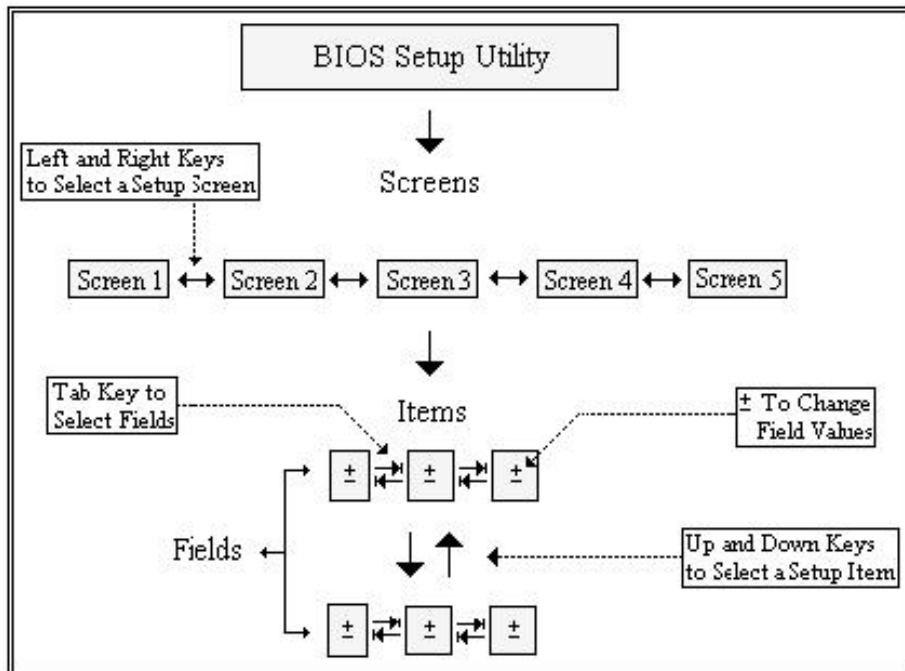 BIOS Setup Utility
Left and Right Keys
to Select a Setup Screen
Screens
Screen 1
Screen 2
Screen 3
Screen 4
Screen 5
Tab Key to
Select Fields
Items
± To Change
Field Values
± ± ±
Fields
Up and Down Keys
to Select a Setup Item
± ± ±